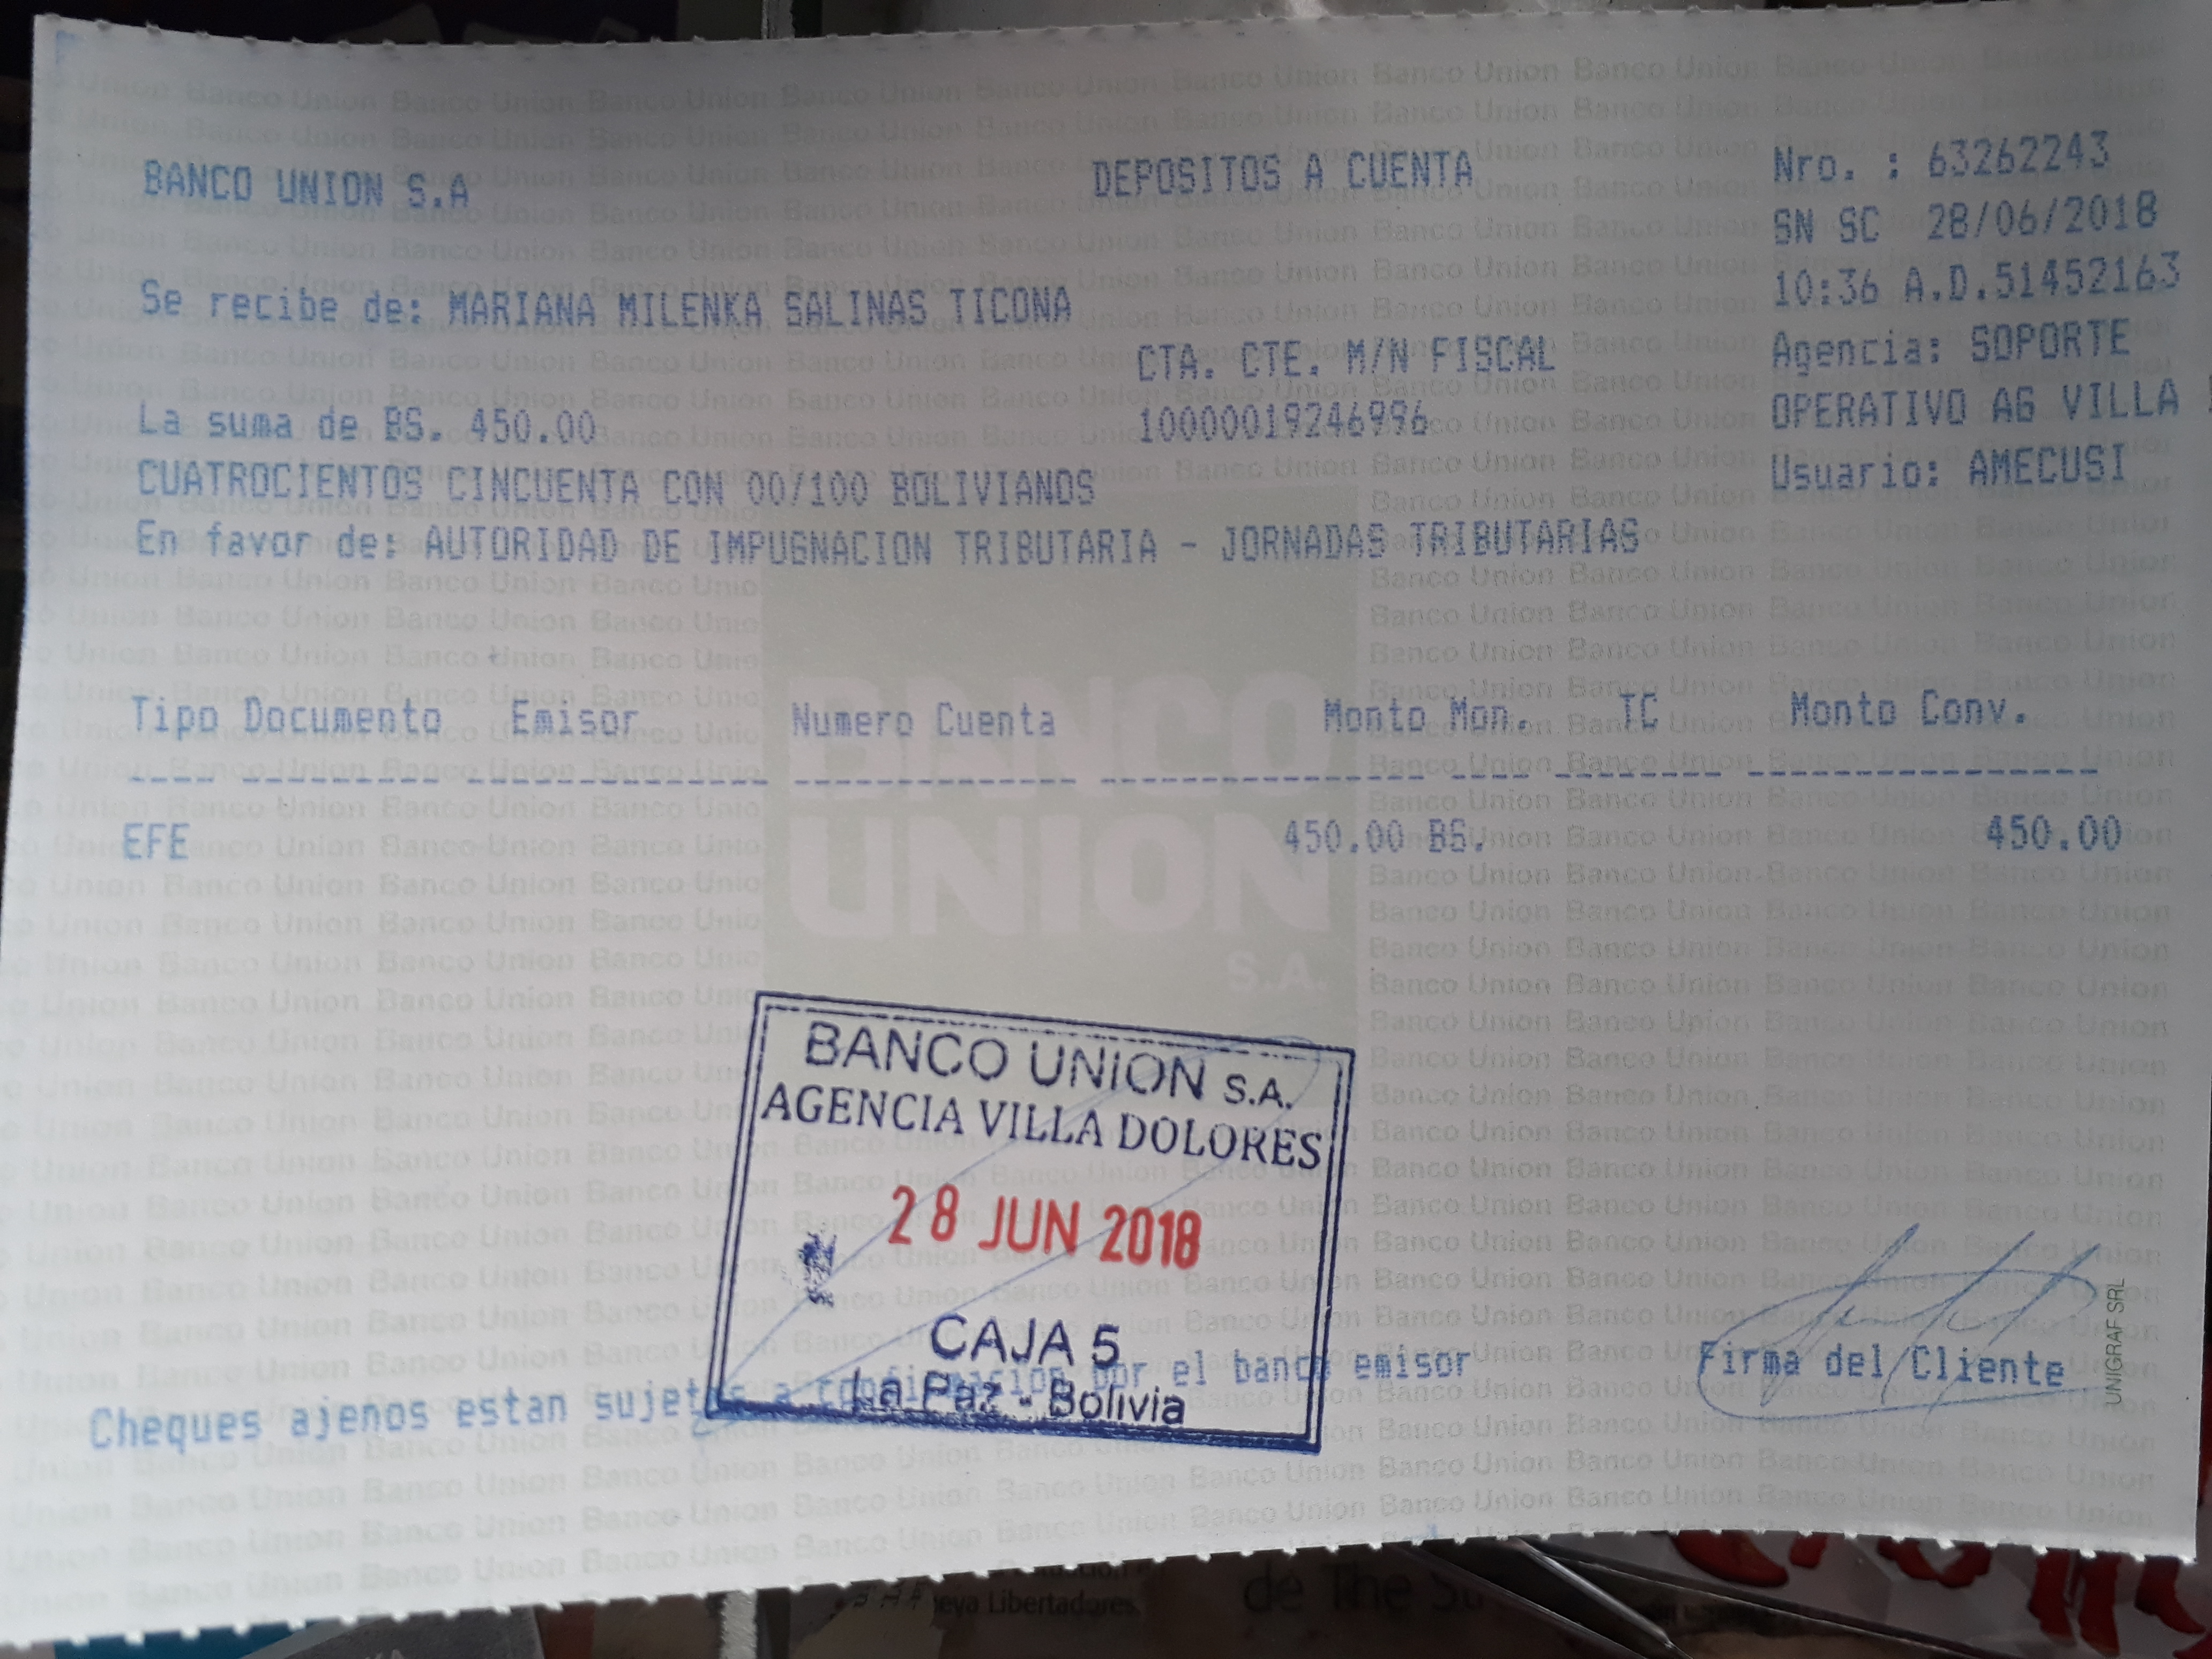 BANCO UNION S.A DEPOSITOS A CUENTA Nro. : 63262243
SN SC 28/06/2018
Se recibe de: MARIANA MILENKA SALINAS TICONA 10:36 A.D.51452163
CTA. CTE. M/N FISCAL Agencia: SOPORTE
La suma de BS. 450.00 10000019246996 OPERATIVO AG VILLA
CUATROCIENTOS CINCUENTA CON 00/100 BOLIVIANOS Usuario: AMECUSI
En favor de: AUTORIDAD DE IMPUGNACION TRIBUTARIA - JORNADAS TRIBUTARIAS
Tipo Documento Emisor Numero Cuenta Monto Mon. TC Monto Conv.
EFE 450.00 BS. 450.00
BANCO UNION S.A.
BANCO UNION S.A.
AGENCIA VILLA DOLORES
28 JUN 2018
CAJA 5
La Paz - Bolivia
Cheques ajenos estan sujetos a confirmacion por el banco emisor Firma del Cliente
UNIGRAF SRL
Libertadores
de The